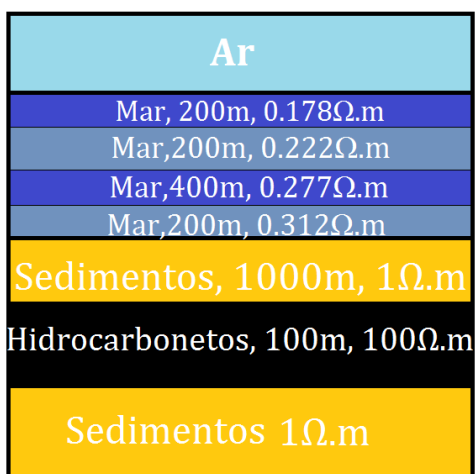 Ar
Mar, 200m, 0.178Ω.m
Mar,200m, 0.222Ω.m
Mar,400m, 0.277Ω.m
Mar,200m, 0.312Ω.m
Sedimentos, 1000m, 1Ω.m
Hidrocarbonetos, 100m, 100Ω.m
Sedimentos 1Ω.m